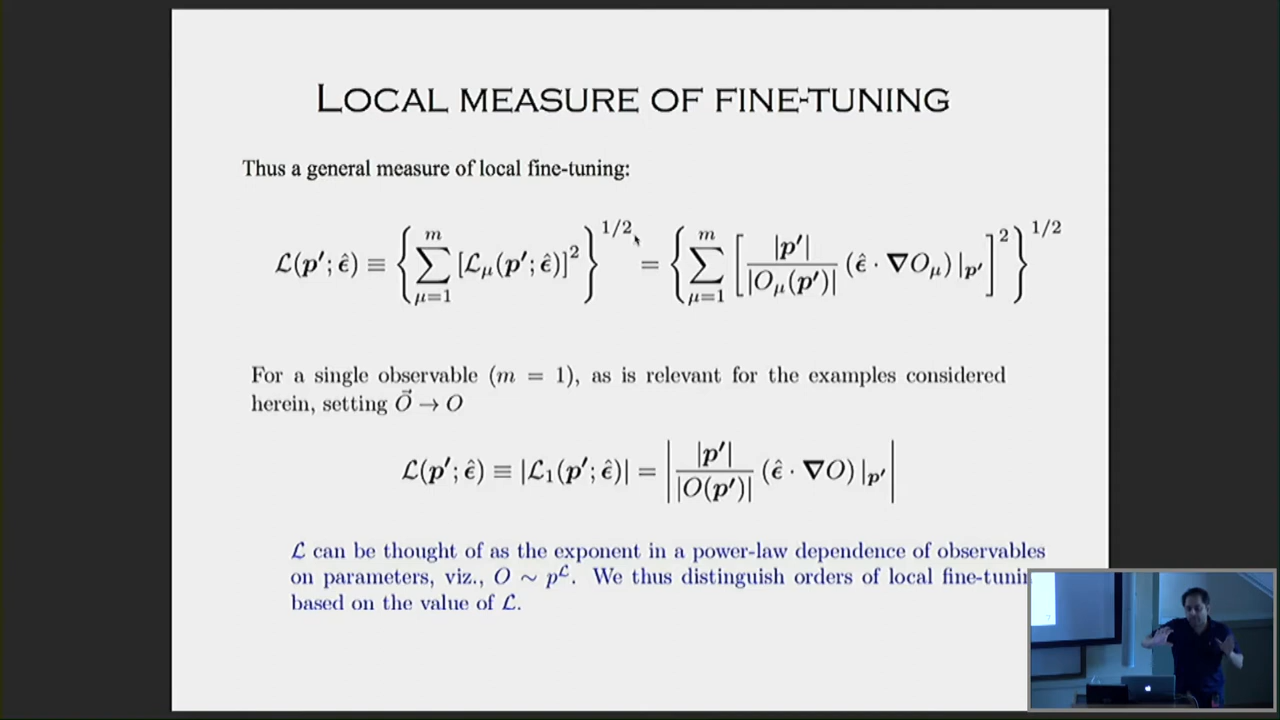 LOCAL MEASURE OF FINE-TUNING
Thus a general measure of local fine-tuning:
𝓛(p′; ε̂) ≡ {∑_{μ=1}^{m} [𝓛_μ(p′; ε̂)]²}^{1/2} = {∑_{μ=1}^{m} [|p′| / |O_μ(p′)| (ε̂ · ∇O_μ)|_{p′}]²}^{1/2}
For a single observable (m = 1), as is relevant for the examples considered
herein, setting O⃗ → O
𝓛(p′; ε̂) ≡ |𝓛₁(p′; ε̂)| = | |p′| / |O(p′)| (ε̂ · ∇O)|_{p′} |
𝓛 can be thought of as the exponent in a power-law dependence of observables
on parameters, viz., O ∼ p^𝓛. We thus distinguish orders of local fine-tunin
based on the value of 𝓛.